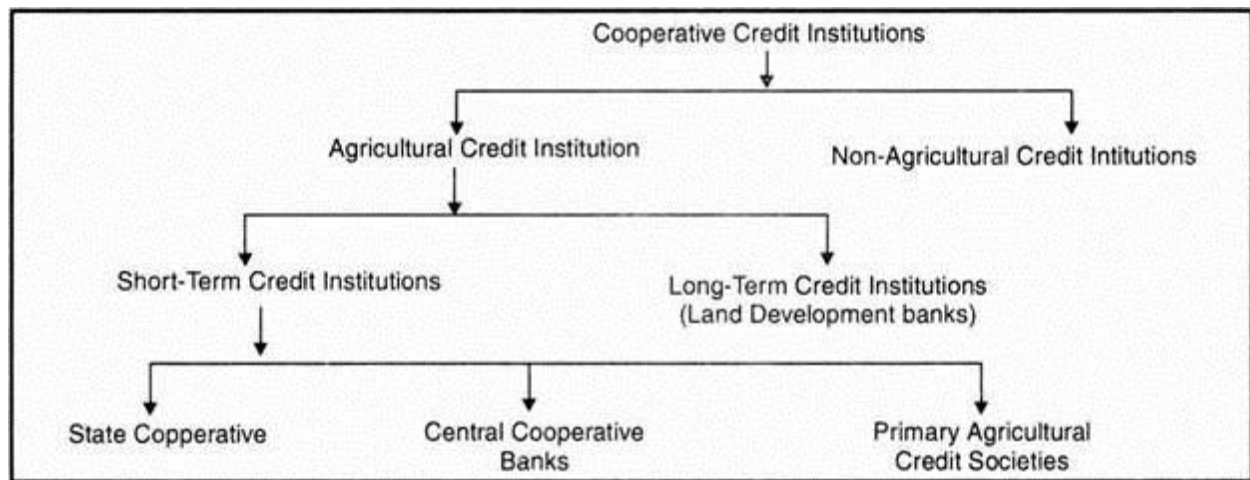 Cooperative Credit Institutions
Agricultural Credit Institution
Non-Agricultural Credit Intitutions
Short-Term Credit Institutions
Long-Term Credit Institutions
(Land Development banks)
State Copperative
Central Cooperative
Banks
Primary Agricultural
Credit Societies